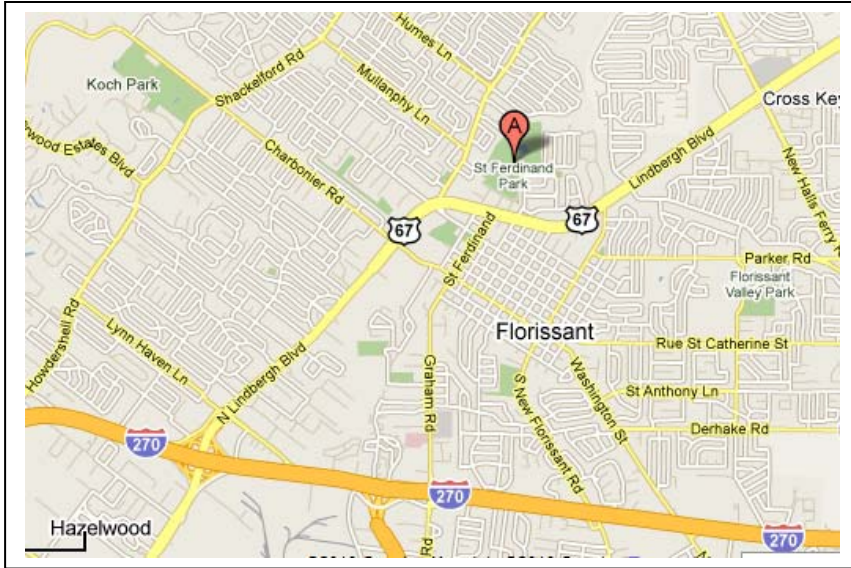 Humes Ln
Koch Park
Shackelford Rd
Mullanphy Ln
Cross Key
A
St Ferdinand
Park
rwood Estates Blvd
Charbonier Rd
Lindbergh Blvd
New Halls Ferry R
67
67
St Ferdinand
Parker Rd
Florissant
Valley Park
Howdershell Rd
Lynn Haven Ln
Florissant
Rue St Catherine St
N Lindbergh Blvd
Graham Rd
S New Florissant Rd
Washington St
St Anthony Ln
Derhake Rd
270
270
270
Hazelwood
Rd